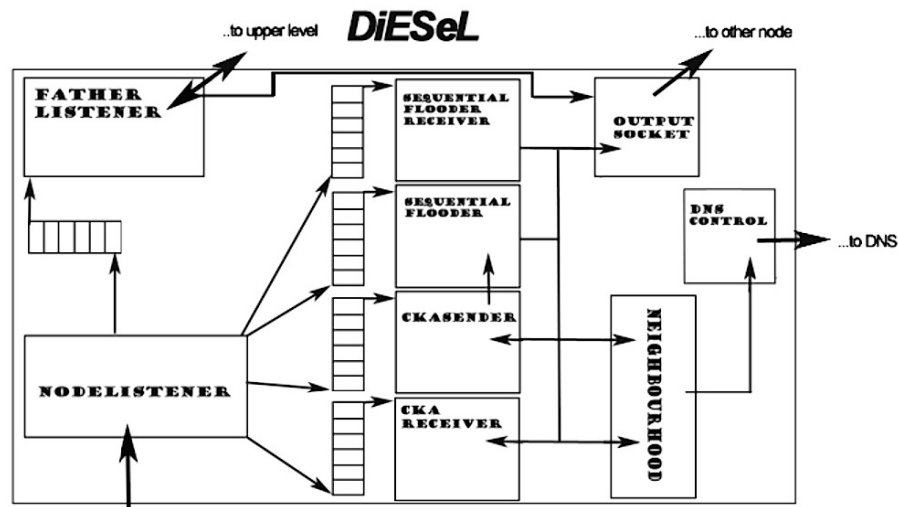 DiESeL
...to upper level
...to other node
FATHER
LISTENER
SEQUENTIAL
FLOODER
RECEIVER
OUTPUT
SOCKET
SEQUENTIAL
FLOODER
DNS
CONTROL
...to DNS
CKASENDER
NEIGHBOURHOOD
NODELISTENER
CKA
RECEIVER